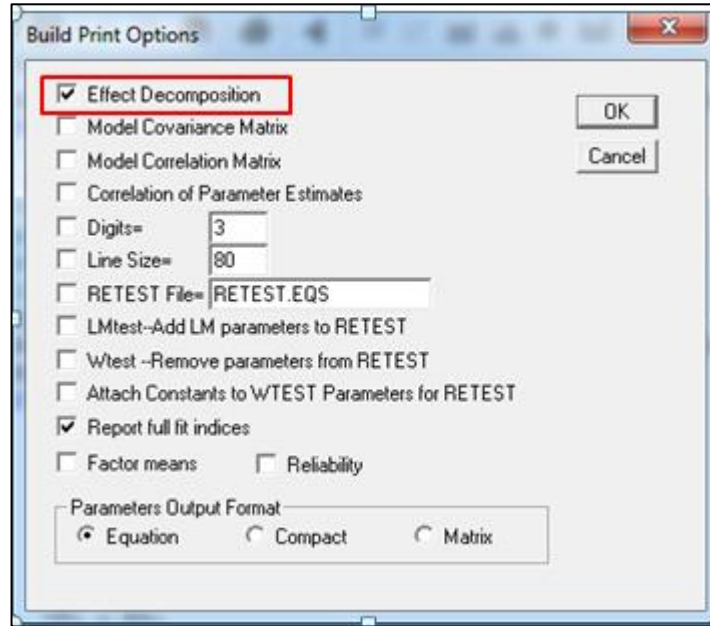 Build Print Options
Effect Decomposition
OK
Model Covariance Matrix
Model Correlation Matrix
Cancel
Correlation of Parameter Estimates
Digits= 3
Line Size= 80
RETEST File= RETEST.EQS
LMtest--Add LM parameters to RETEST
Wtest --Remove parameters from RETEST
Attach Constants to WTEST Parameters for RETEST
Report full fit indices
Factor means Reliability
Parameters Output Format
Equation Compact Matrix